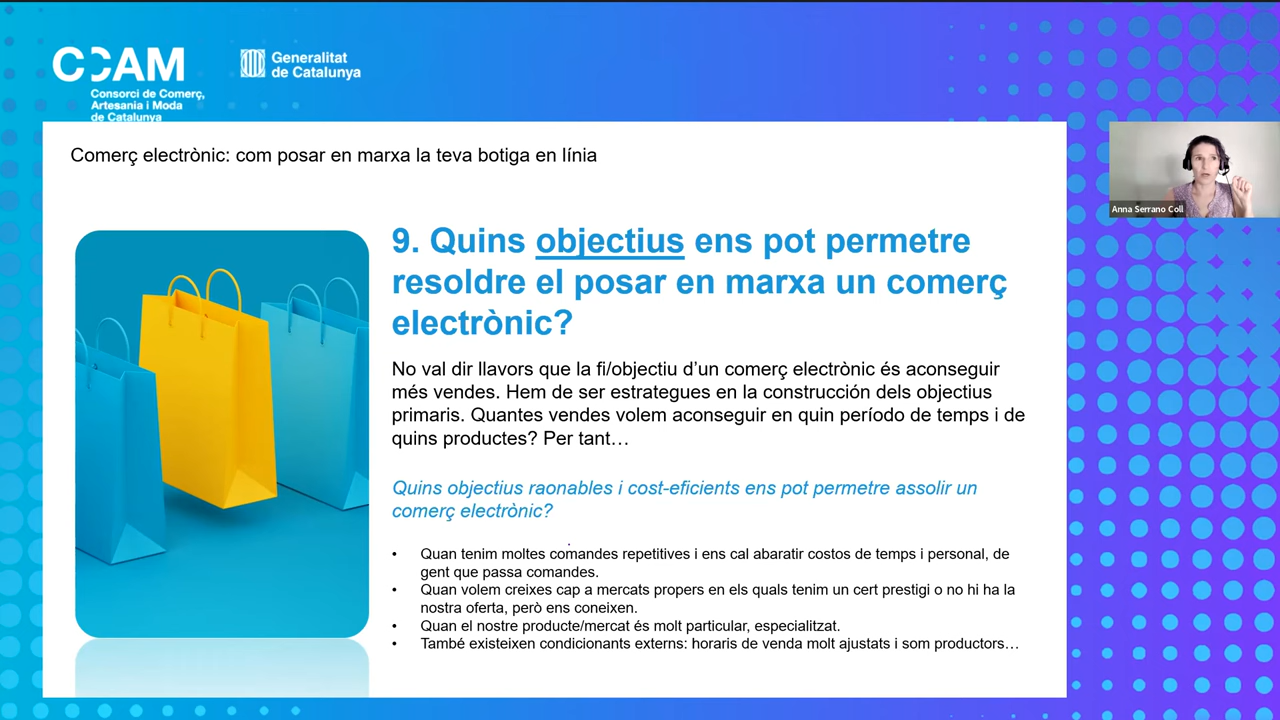 CCAM
Consorci de Comerç,
Artesania i Moda
de Catalunya
Generalitat
de Catalunya
Comerç electrònic: com posar en marxa la teva botiga en línia
Anna Serrano Coll
9. Quins objectius ens pot permetre
resoldre el posar en marxa un comerç
electrònic?
No val dir llavors que la fi/objectiu d’un comerç electrònic és aconseguir
més vendes. Hem de ser estrategues en la construcción dels objectius
primaris. Quantes vendes volem aconseguir en quin període de temps i de
quins productes? Per tant…
Quins objectius raonables i cost-eficients ens pot permetre assolir un
comerç electrònic?
• Quan tenim moltes comandes repetitives i ens cal abaratir costos de temps i personal, de
gent que passa comandes.
• Quan volem creixes cap a mercats propers en els quals tenim un cert prestigi o no hi ha la
nostra oferta, però ens coneixen.
• Quan el nostre producte/mercat és molt particular, especialitzat.
• També existeixen condicionants externs: horaris de venda molt ajustats i som productors…